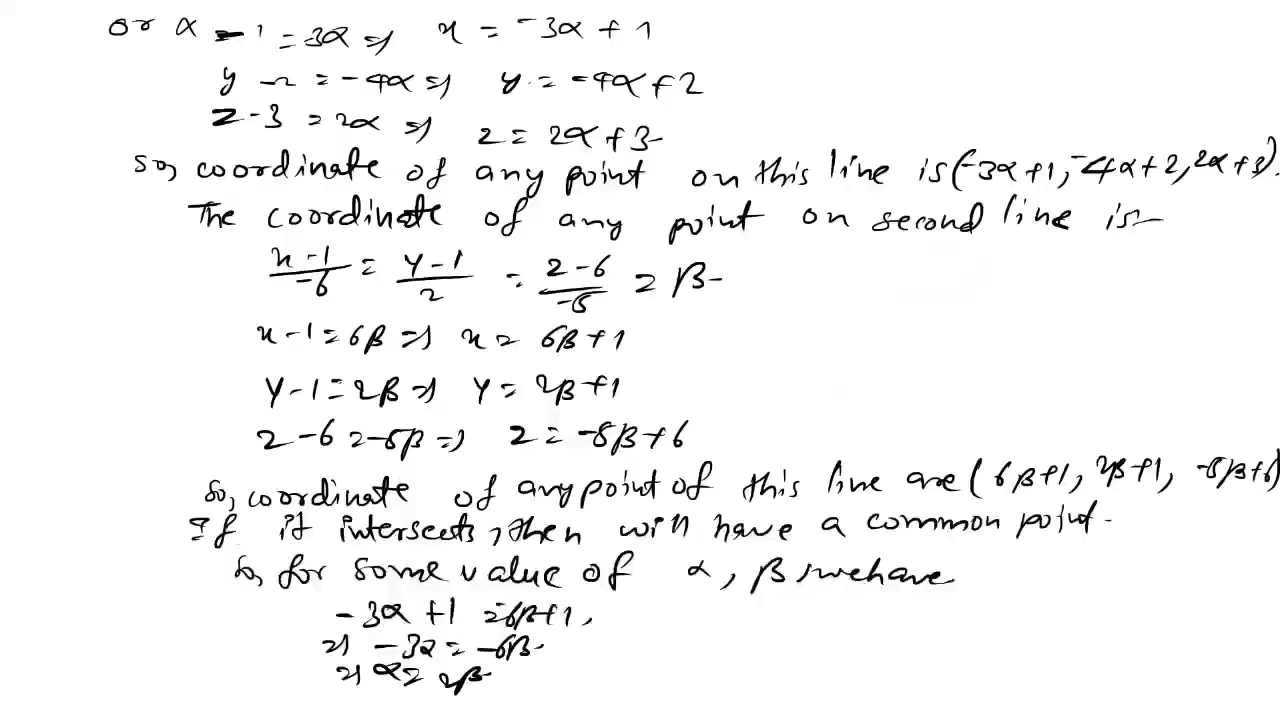 or x - 1 = 3α ⇒ x = -3α + 1
y - 2 = -4α ⇒ y = -4α + 2
z - 3 = 2α ⇒ z = 2α + 3
so, coordinate of any point on this line is (-3α+1, -4α+2, 2α+3).
The coordinate of any point on second line is -
x-1/-6 = y-1/2 = z-6/-5 = β
x-1 = 6β ⇒ x = 6β+1
y-1 = 2β ⇒ y = 2β+1
z-6 = -5β ⇒ z = -5β+6
so, coordinate of any point of this line are (6β+1, 2β+1, -5β+6)
If it intersects, then will have a common point.
so, for some value of α, β, we have
-3α + 1 = 6β+1,
⇒ -3α = -6β
⇒ α = 2β